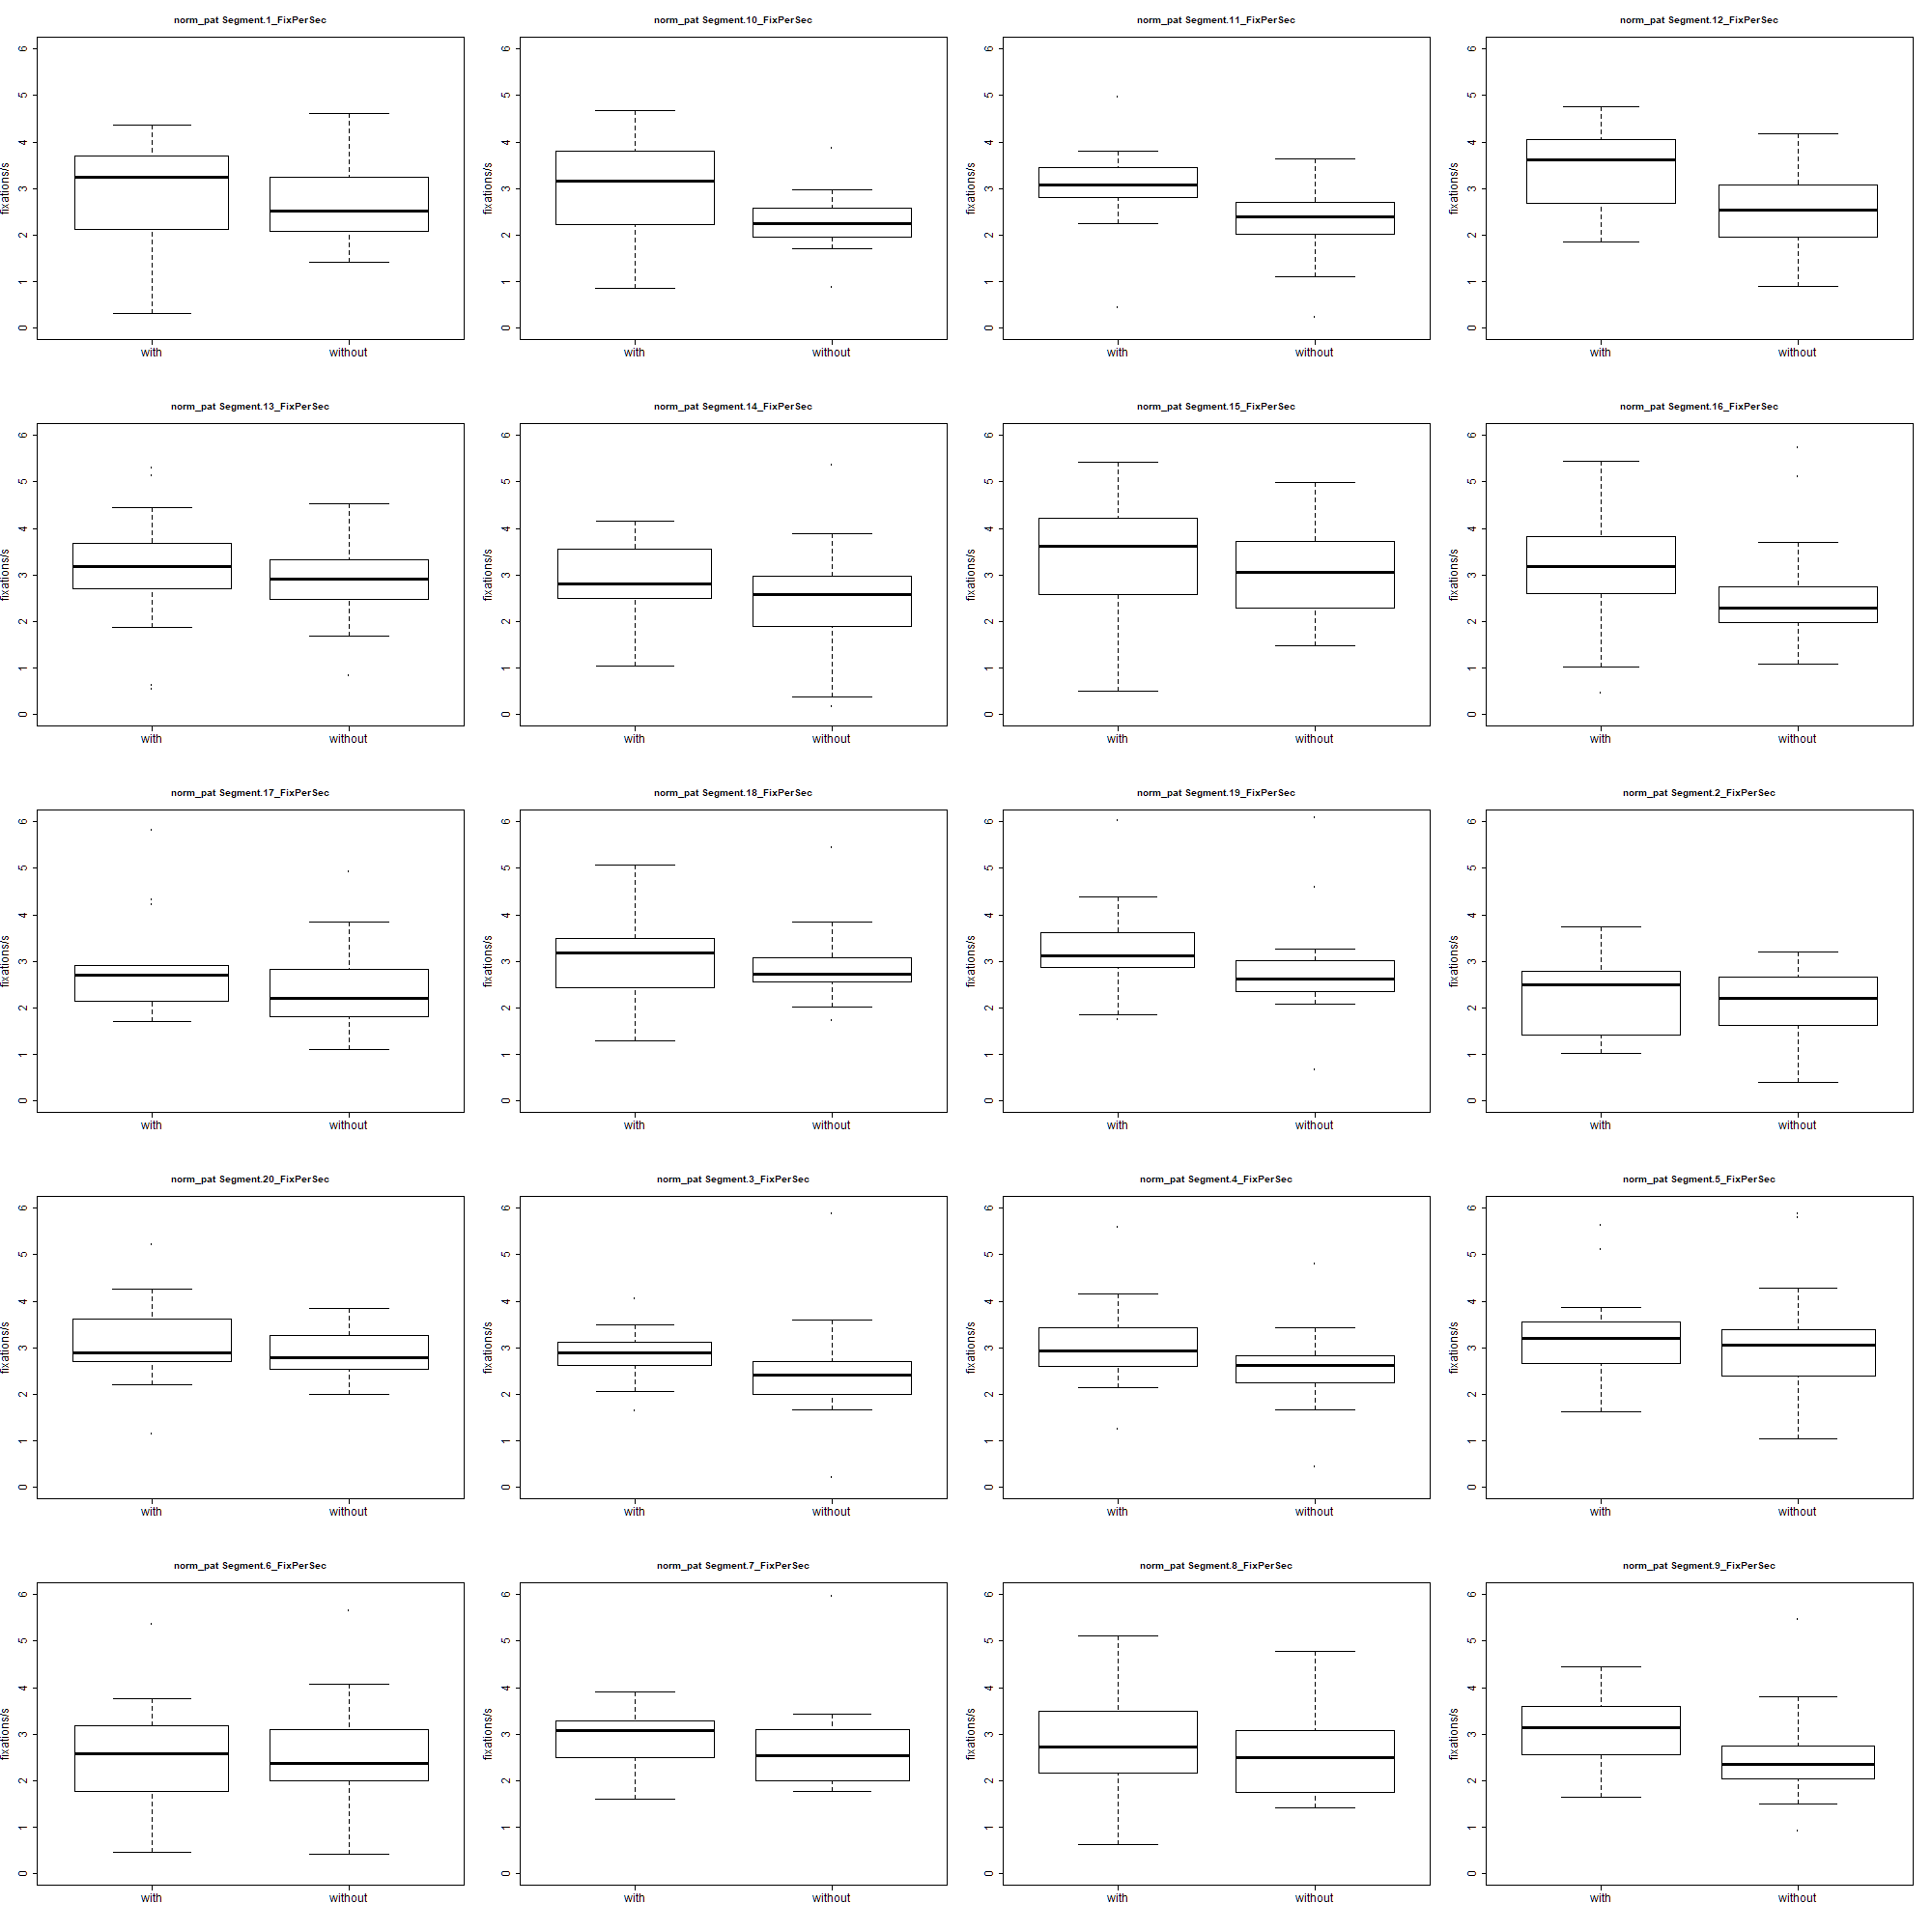 norm_pat Segment.1_FixPerSec
fixations/s
0 1 2 3 4 5 6
with without
norm_pat Segment.10_FixPerSec
fixations/s
0 1 2 3 4 5 6
with without
norm_pat Segment.11_FixPerSec
fixations/s
0 1 2 3 4 5 6
with without
norm_pat Segment.12_FixPerSec
fixations/s
0 1 2 3 4 5 6
with without
norm_pat Segment.13_FixPerSec
fixations/s
0 1 2 3 4 5 6
with without
norm_pat Segment.14_FixPerSec
fixations/s
0 1 2 3 4 5 6
with without
norm_pat Segment.15_FixPerSec
fixations/s
0 1 2 3 4 5 6
with without
norm_pat Segment.16_FixPerSec
fixations/s
0 1 2 3 4 5 6
with without
norm_pat Segment.17_FixPerSec
fixations/s
0 1 2 3 4 5 6
with without
norm_pat Segment.18_FixPerSec
fixations/s
0 1 2 3 4 5 6
with without
norm_pat Segment.19_FixPerSec
fixations/s
0 1 2 3 4 5 6
with without
norm_pat Segment.2_FixPerSec
fixations/s
0 1 2 3 4 5 6
with without
norm_pat Segment.20_FixPerSec
fixations/s
0 1 2 3 4 5 6
with without
norm_pat Segment.3_FixPerSec
fixations/s
0 1 2 3 4 5 6
with without
norm_pat Segment.4_FixPerSec
fixations/s
0 1 2 3 4 5 6
with without
norm_pat Segment.5_FixPerSec
fixations/s
0 1 2 3 4 5 6
with without
norm_pat Segment.6_FixPerSec
fixations/s
0 1 2 3 4 5 6
with without
norm_pat Segment.7_FixPerSec
fixations/s
0 1 2 3 4 5 6
with without
norm_pat Segment.8_FixPerSec
fixations/s
0 1 2 3 4 5 6
with without
norm_pat Segment.9_FixPerSec
fixations/s
0 1 2 3 4 5 6
with without